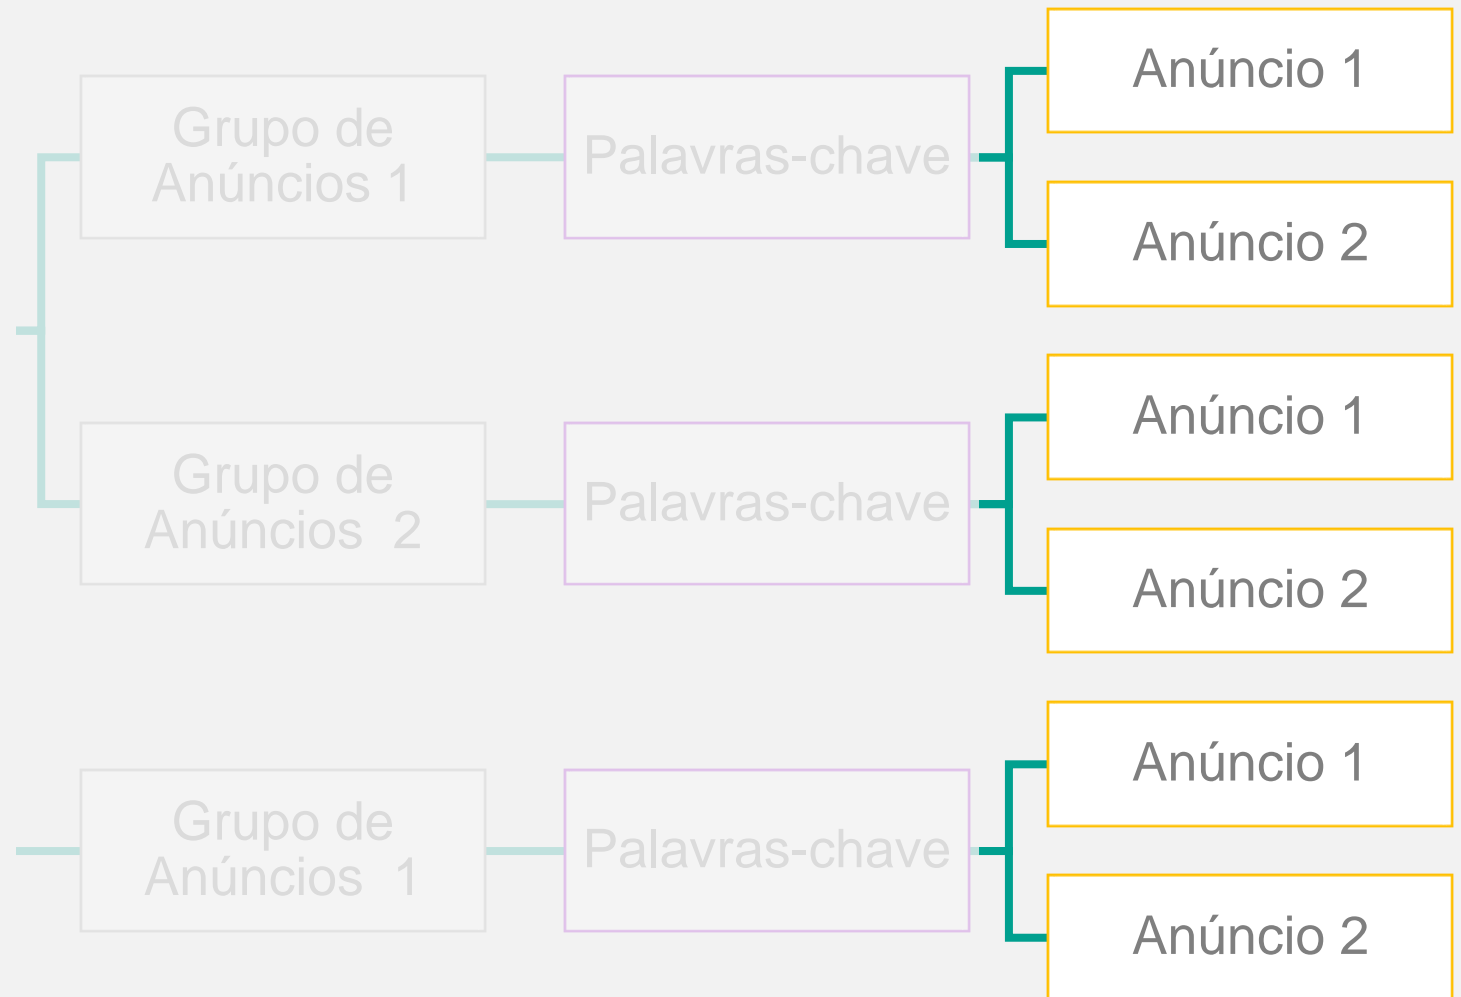 Grupo de
Anúncios 1
Palavras-chave
Anúncio 1
Anúncio 2
Grupo de
Anúncios  2
Palavras-chave
Anúncio 1
Anúncio 2
Grupo de
Anúncios  1
Palavras-chave
Anúncio 1
Anúncio 2